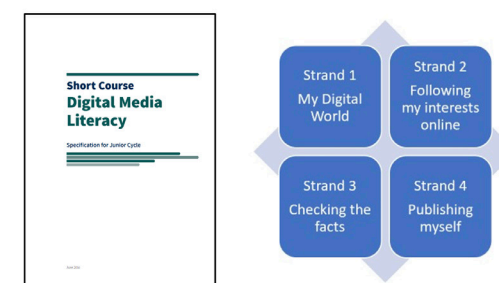 Short Course
Digital Media
Literacy
Specification for Junior Cycle
Strand 1
My Digital
World
Strand 2
Following
my interests
online
Strand 3
Checking the
facts
Strand 4
Publishing
myself